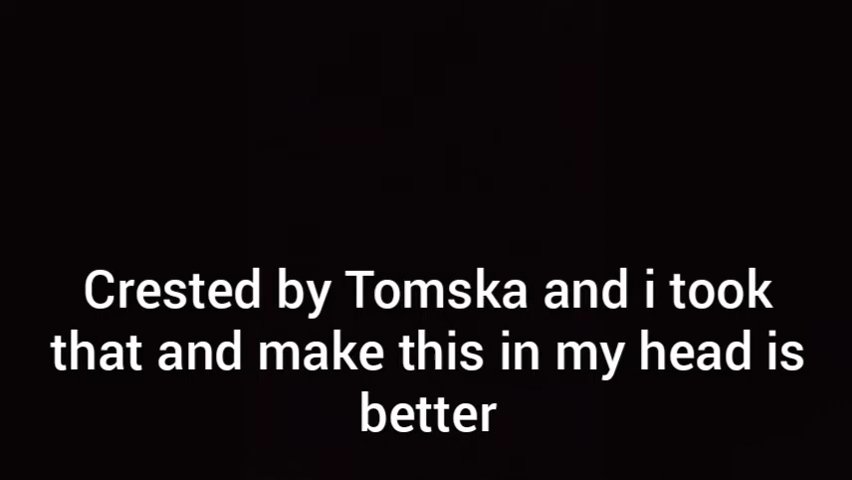 Crested by Tomska and i took
that and make this in my head is
better